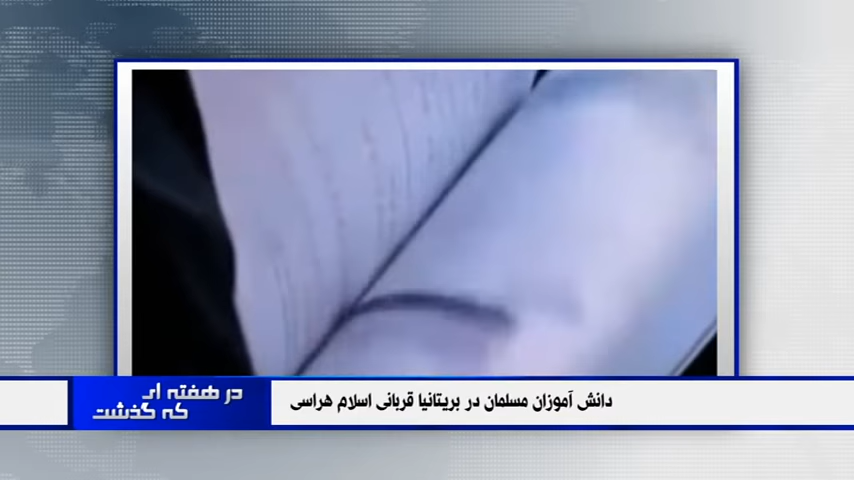 دانش آموزان مسلمان در بریتانیا قربانی اسلام هراسی
در هفته ای
که گذشت